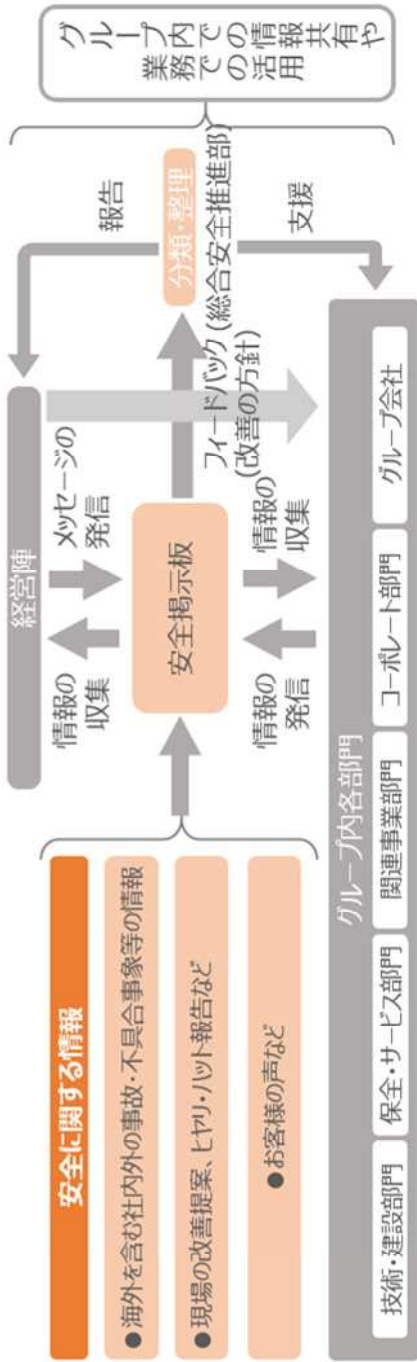 経営陣
安全に関する情報
● 海外を含む社内外の事故・不具合事象等の情報
● 現場の改善提案、ヒヤリ・ハット報告など
● お客様の声など
情報の
収集
メッセージの
発信
報告
安全掲示板
フィードバック
(改善の方針)
分類・整理
(総合安全推進部)
グループ内での情報共有や
業務での活用
情報の
発信
情報の
収集
支援
グループ内各部門
技術・建設部門
保全・サービス部門
関連事業部門
コーポレート部門
グループ会社